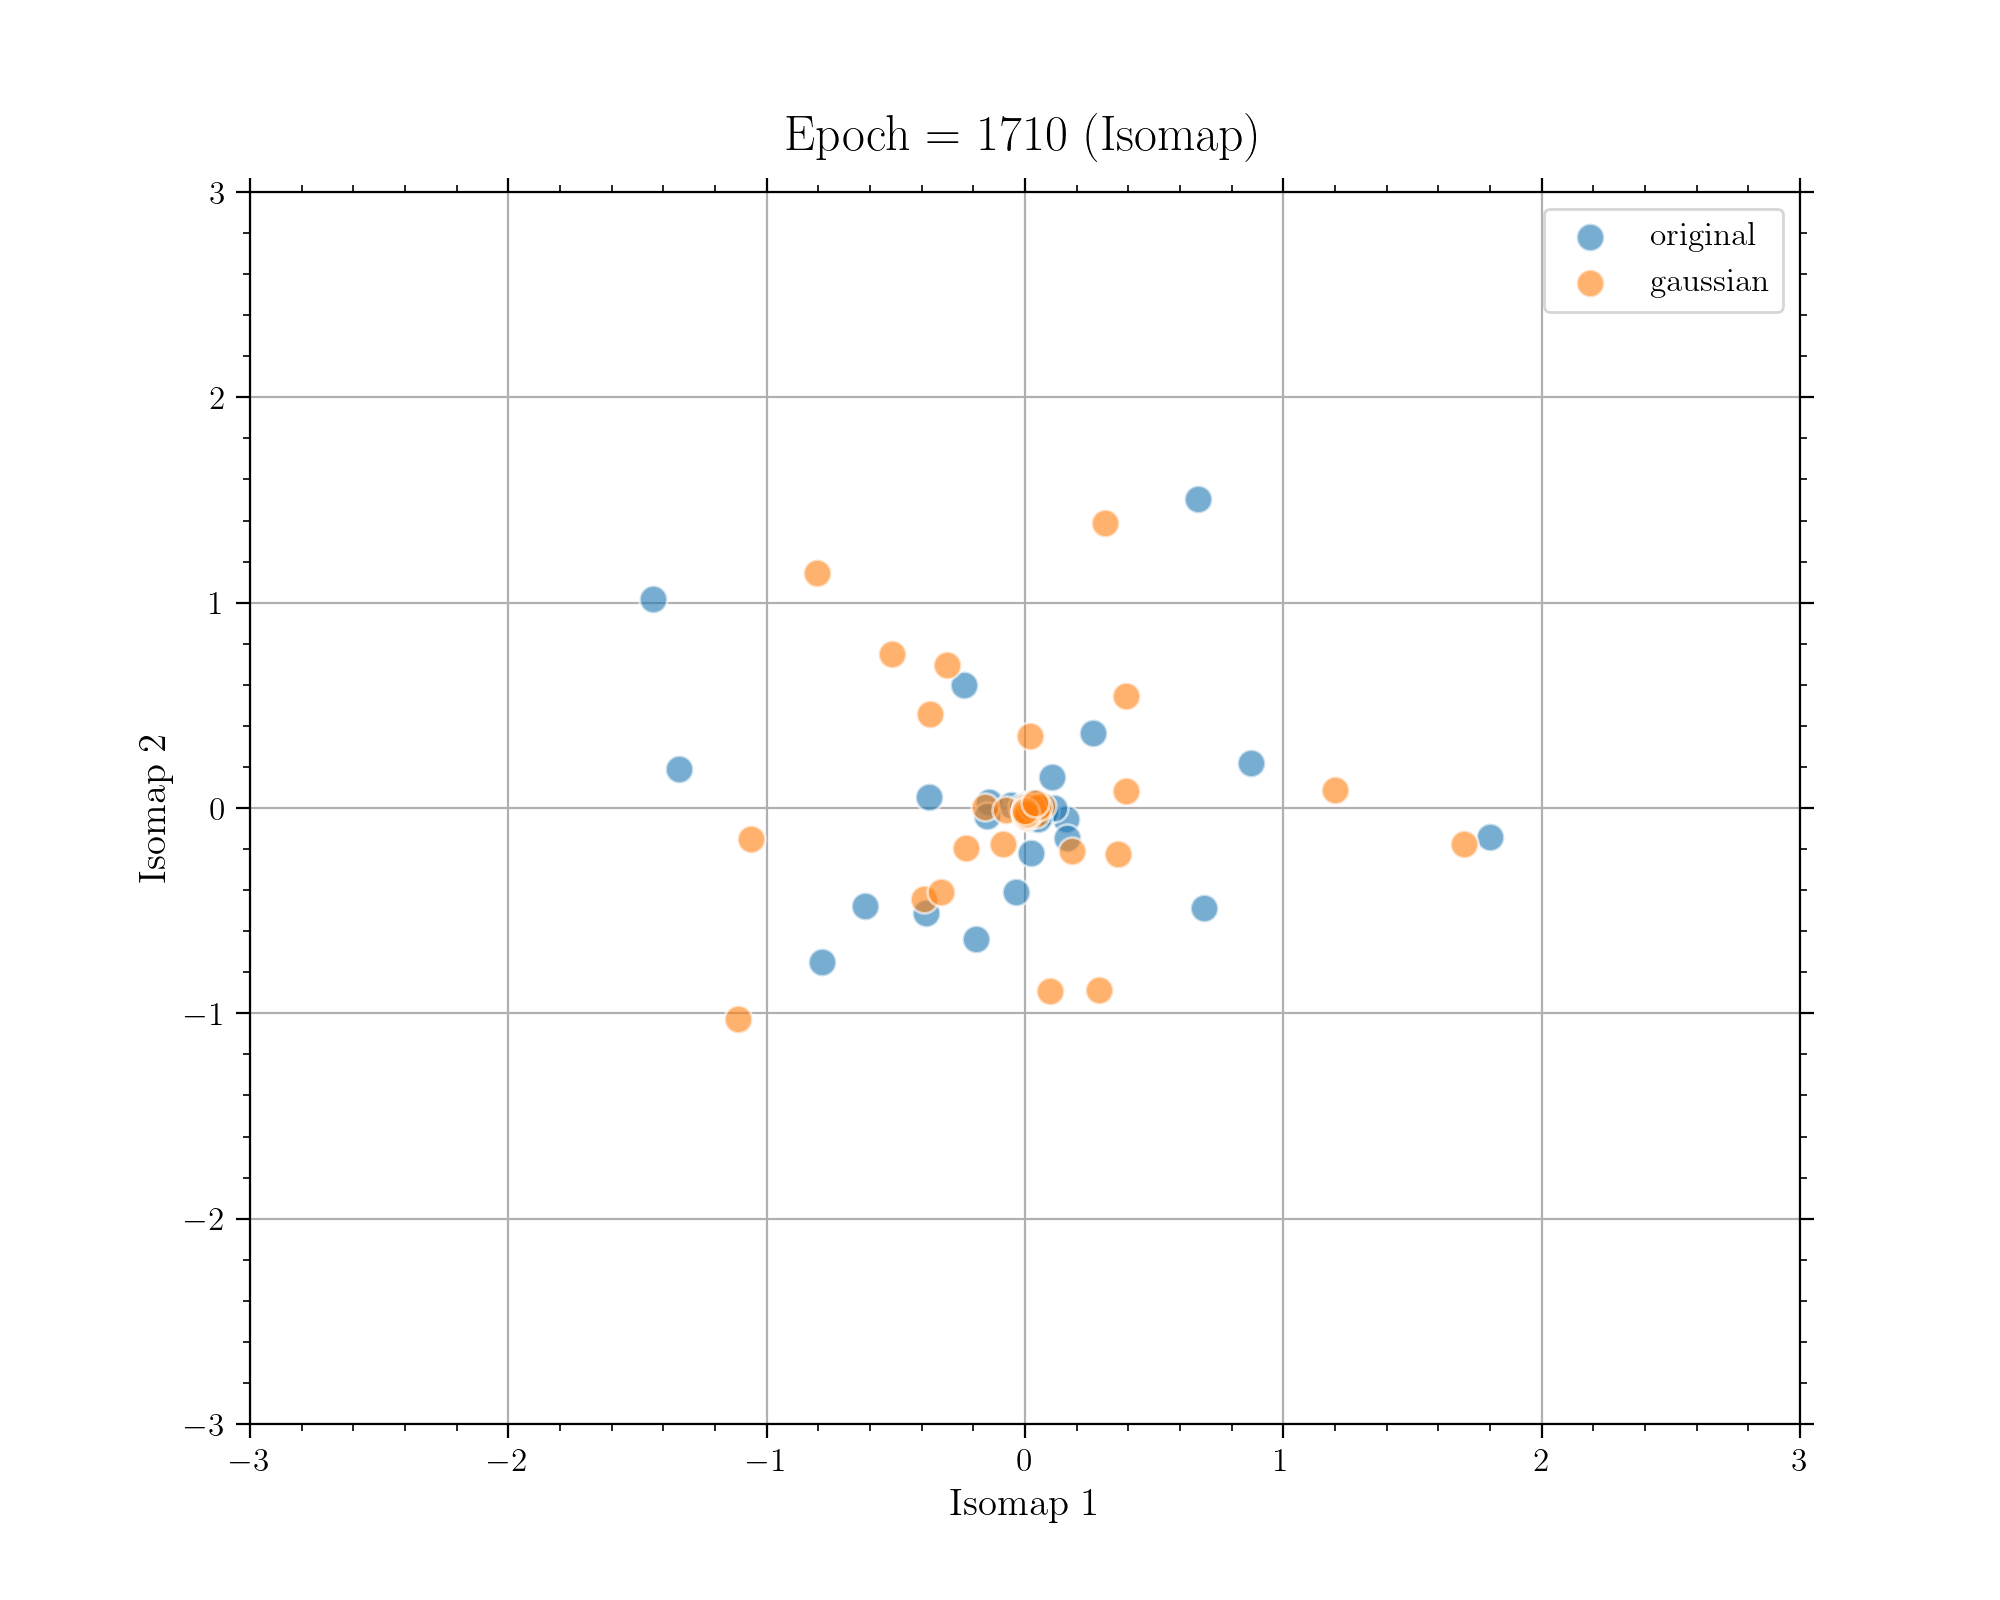 Epoch = 1710 (Isomap)
original
gaussian
3
2
1
0
−1
−2
−3
Isomap 2
−3
−2
−1
0
1
2
3
Isomap 1